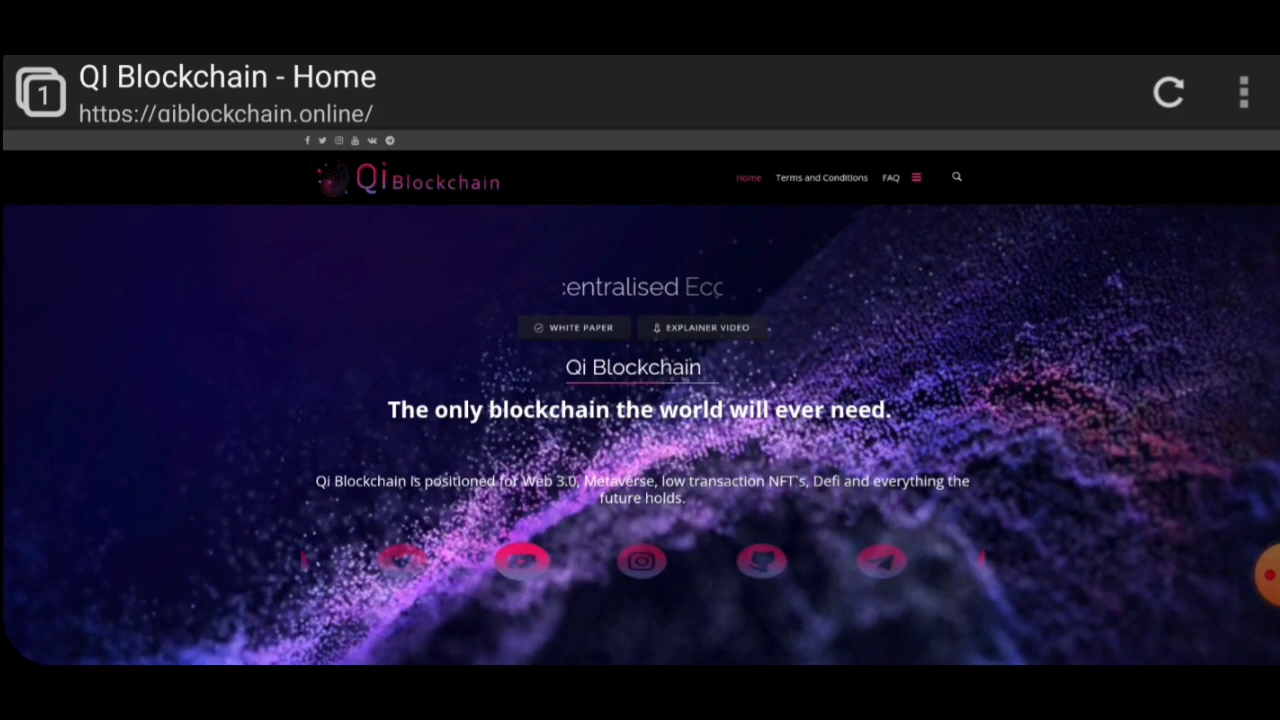 1
QI Blockchain - Home
https://qiblockchain.online/
Qi Blockchain
Home Terms and Conditions FAQ
:entralised Ecc
WHITE PAPER EXPLAINER VIDEO
Qi Blockchain
The only blockchain the world will ever need.
Qi Blockchain is positioned for Web 3.0, Metaverse, low transaction NFT`s, Defi and everything the
future holds.